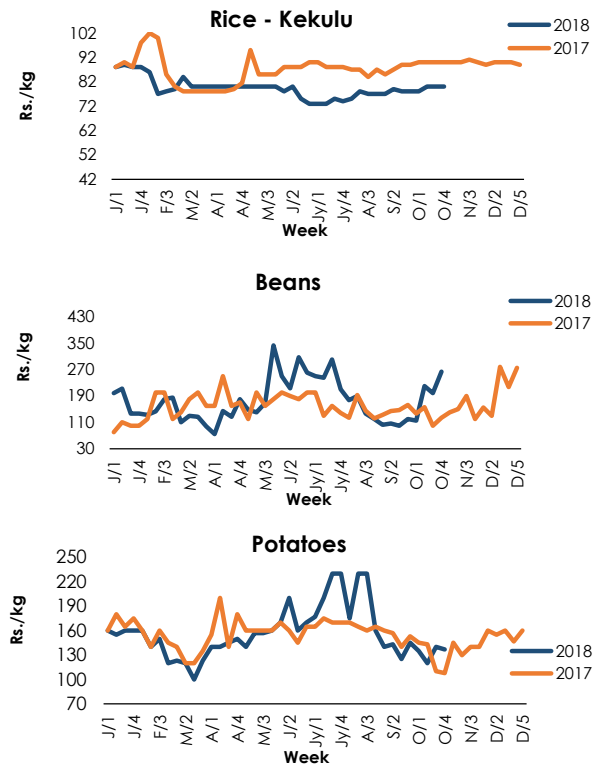 Rice - Kekulu
2018
2017
Rs./kg
102
92
82
72
62
52
42
J/1
J/4
F/3
M/2
A/1
A/4
M/3
J/2
Jy/1
Jy/4
A/3
S/2
O/1
O/4
N/3
D/2
D/5
Week
Beans
2018
2017
Rs./kg
430
350
270
190
110
30
J/1
J/4
F/3
M/2
A/1
A/4
M/3
J/2
Jy/1
Jy/4
A/3
S/2
O/1
O/4
N/3
D/2
D/5
Week
Potatoes
2018
2017
Rs./kg
250
220
190
160
130
100
70
J/1
J/4
F/3
M/2
A/1
A/4
M/3
J/2
Jy/1
Jy/4
A/3
S/2
O/1
O/4
N/3
D/2
D/5
Week